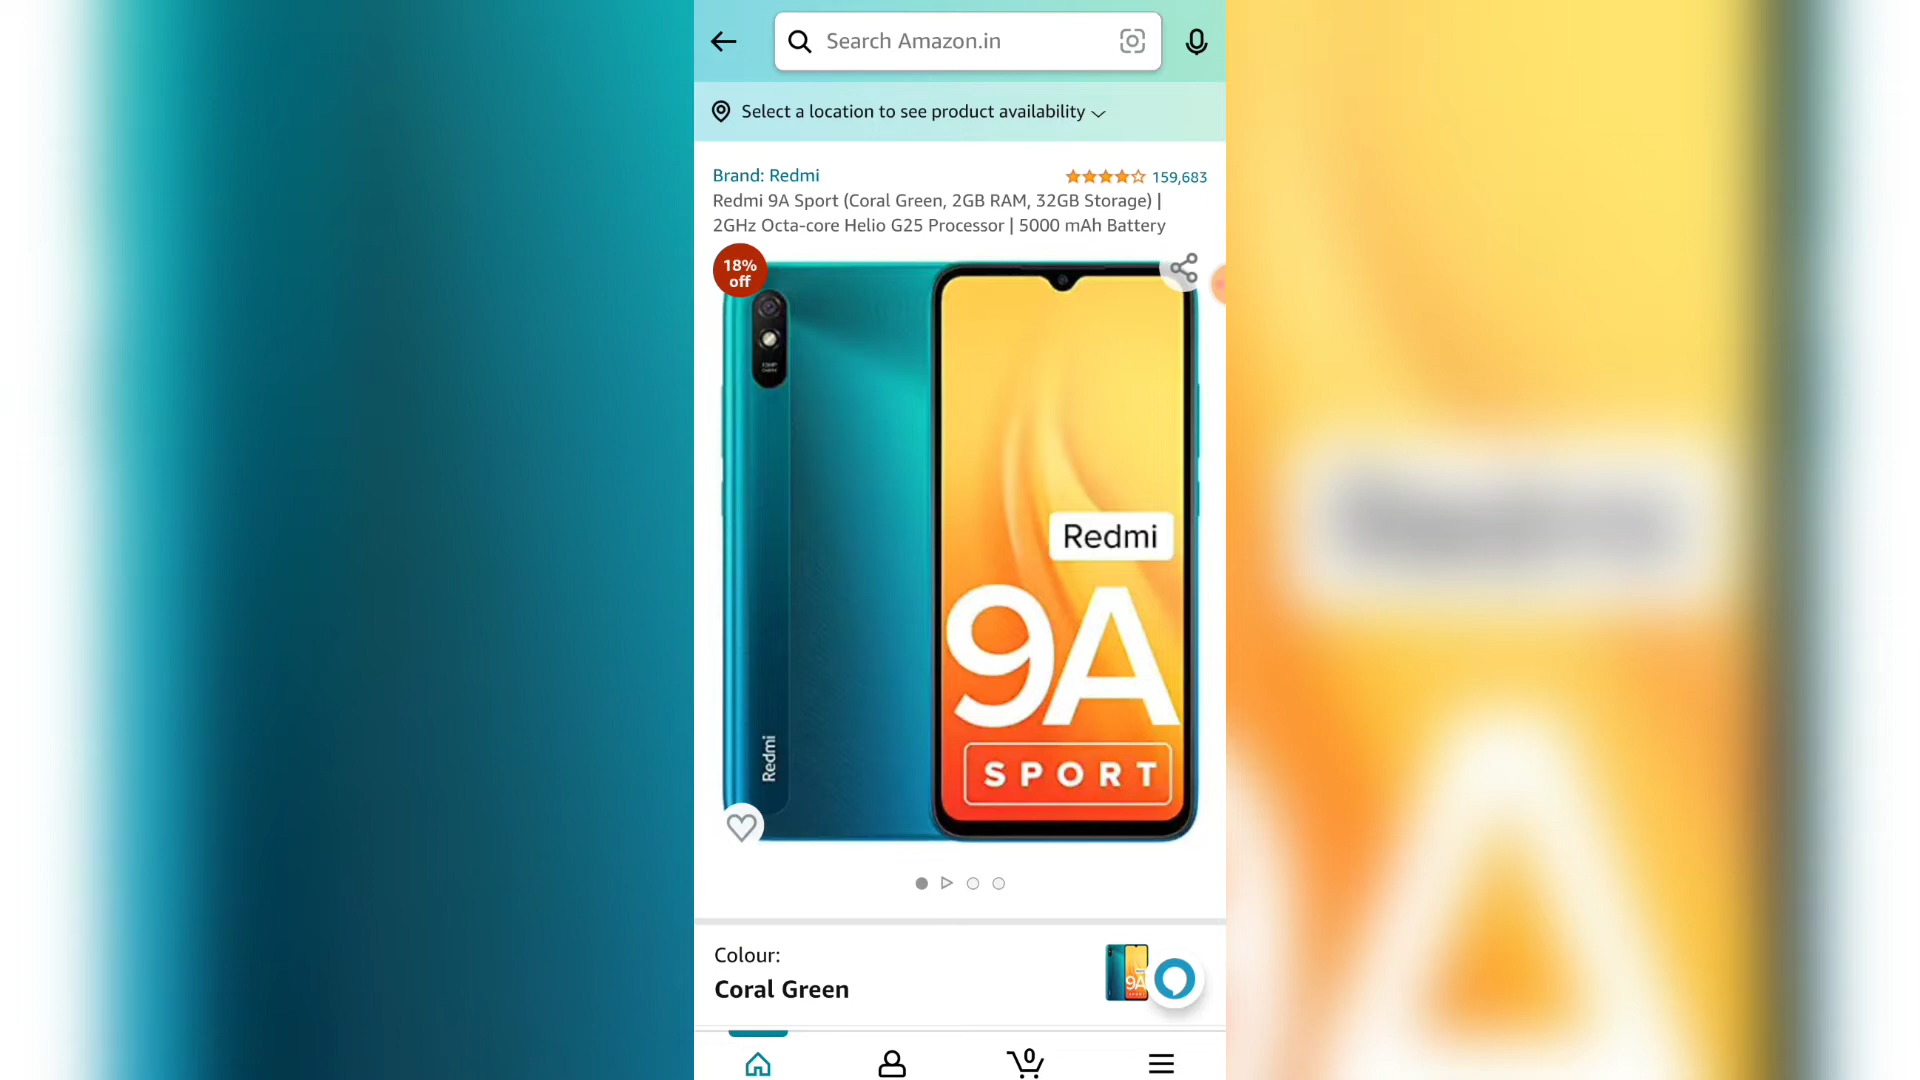 Search Amazon.in
Select a location to see product availability
Brand: Redmi
159,683
Redmi 9A Sport (Coral Green, 2GB RAM, 32GB Storage) |
2GHz Octa-core Helio G25 Processor | 5000 mAh Battery
18%
off
Redmi
9A
SPORT
Redmi
Colour:
Coral Green
9A
0